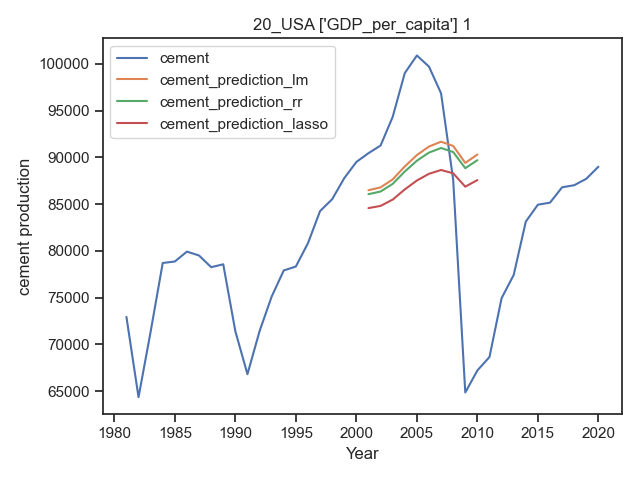 20_USA ['GDP_per_capita'] 1
cement
cement_prediction_lm
cement_prediction_rr
cement_prediction_lasso
100000
95000
90000
85000
80000
75000
70000
65000
cement production
1980 1985 1990 1995 2000 2005 2010 2015 2020
Year